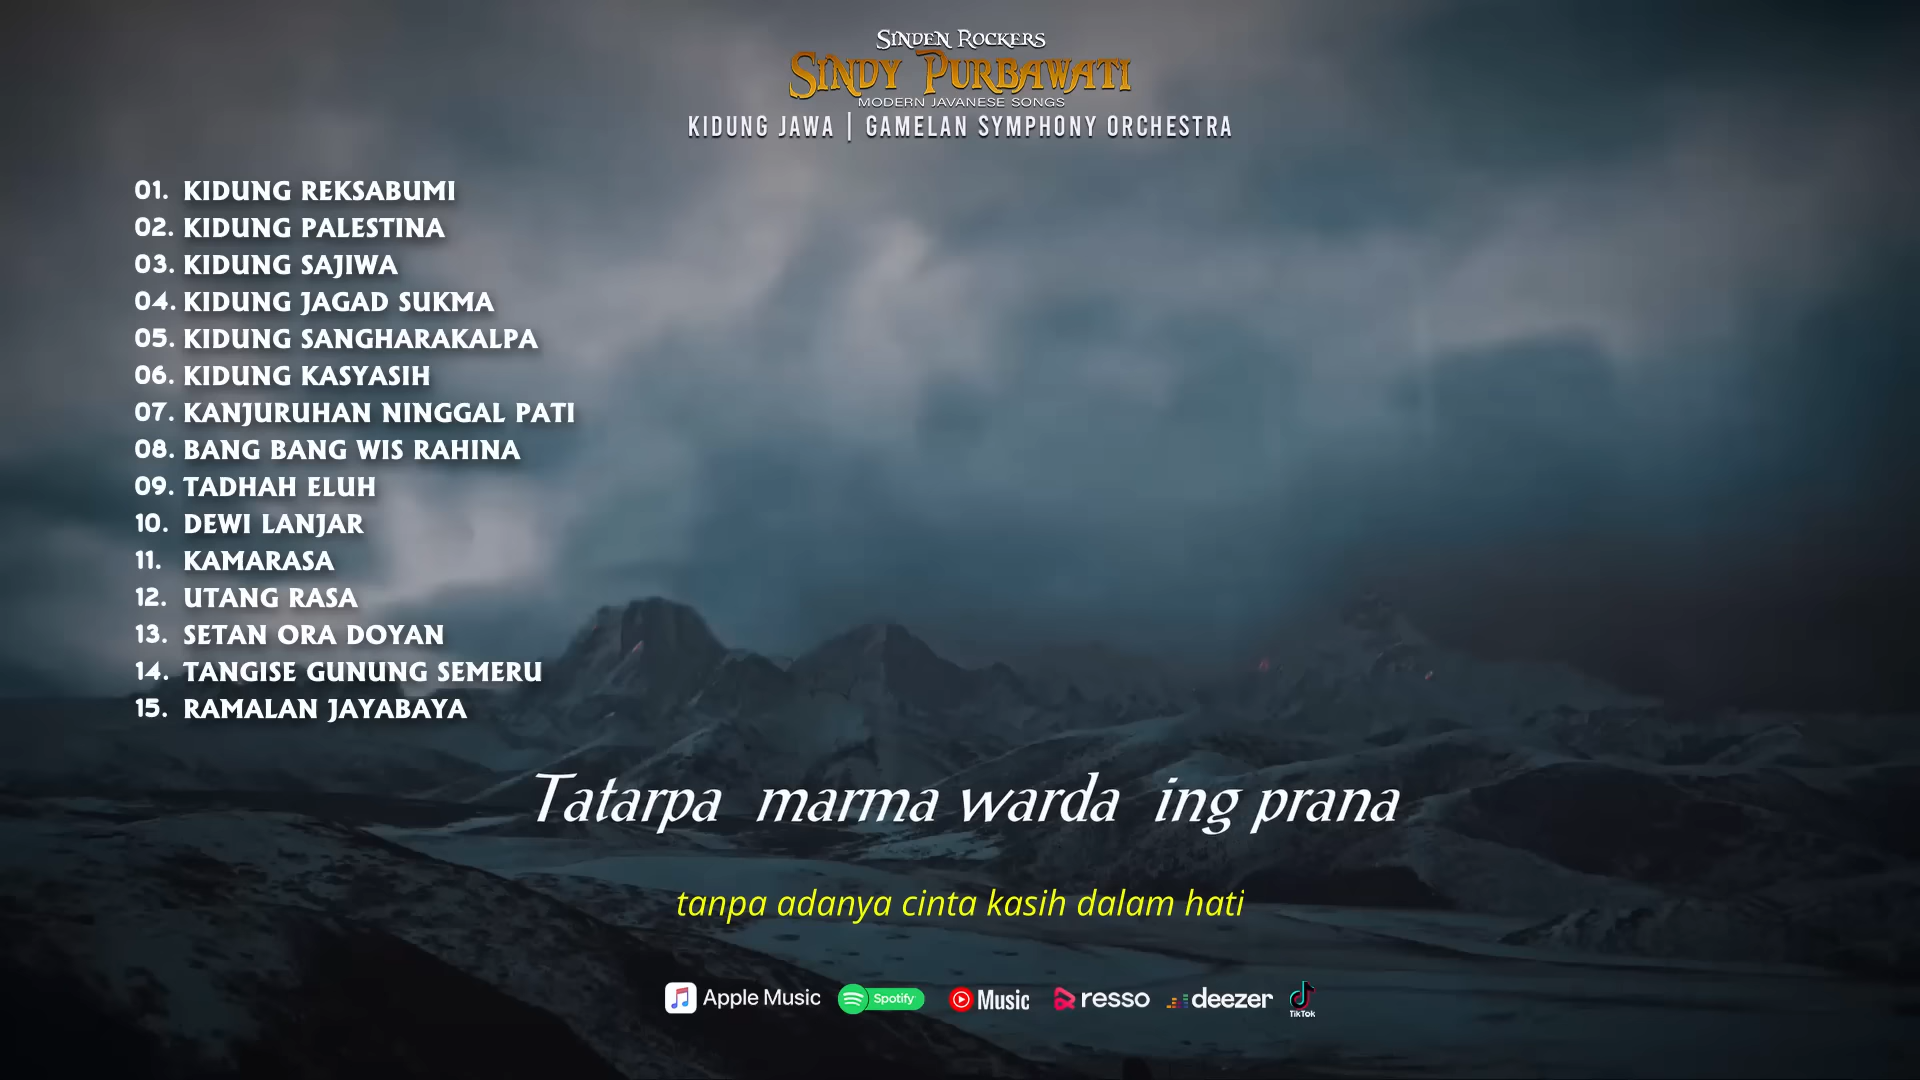 SINDEN ROCKERS
SINDY PURBAWATI
MODERN JAVANESE SONGS
KIDUNG JAWA | GAMELAN SYMPHONY ORCHESTRA
01. KIDUNG REKSABUMI
02. KIDUNG PALESTINA
03. KIDUNG SAJIWA
04. KIDUNG JAGAD SUKMA
05. KIDUNG SANGHARAKALPA
06. KIDUNG KASYASIH
07. KANJURUHAN NINGGAL PATI
08. BANG BANG WIS RAHINA
09. TADHAH ELUH
10. DEWI LANJAR
11. KAMARASA
12. UTANG RASA
13. SETAN ORA DOYAN
14. TANGISE GUNUNG SEMERU
15. RAMALAN JAYABAYA
Tatarpa marma warda ing prana
tanpa adanya cinta kasih dalam hati
Apple Music Spotify Music resso deezer TikTok